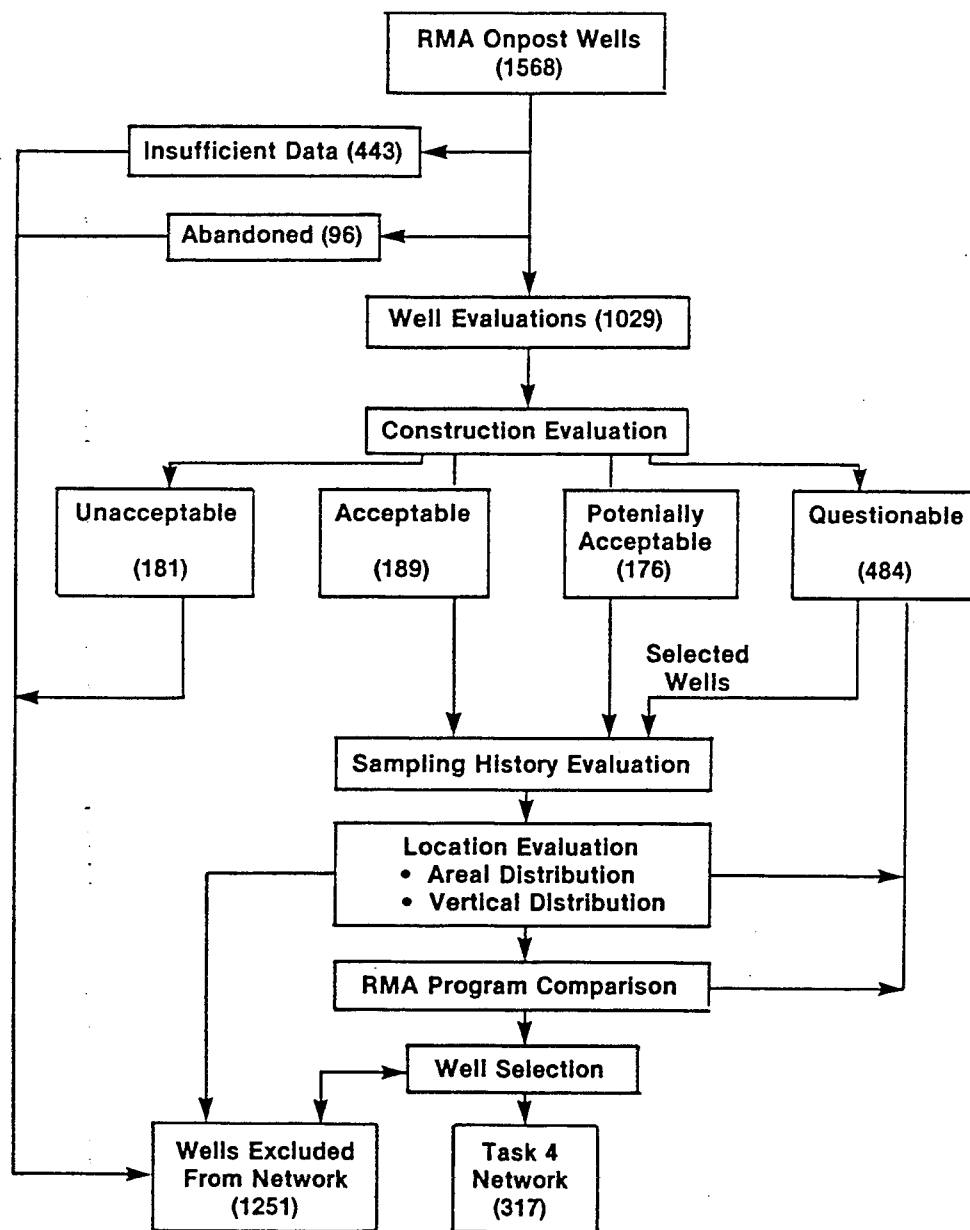 RMA Onpost Wells
(1568)
Insufficient Data (443)
Abandoned (96)
Well Evaluations (1029)
Construction Evaluation
Unacceptable
(181)
Acceptable
(189)
Potenially
Acceptable
(176)
Questionable
(484)
Selected
Wells
Sampling History Evaluation
Location Evaluation
• Areal Distribution
• Vertical Distribution
RMA Program Comparison
Well Selection
Wells Excluded
From Network
(1251)
Task 4
Network
(317)